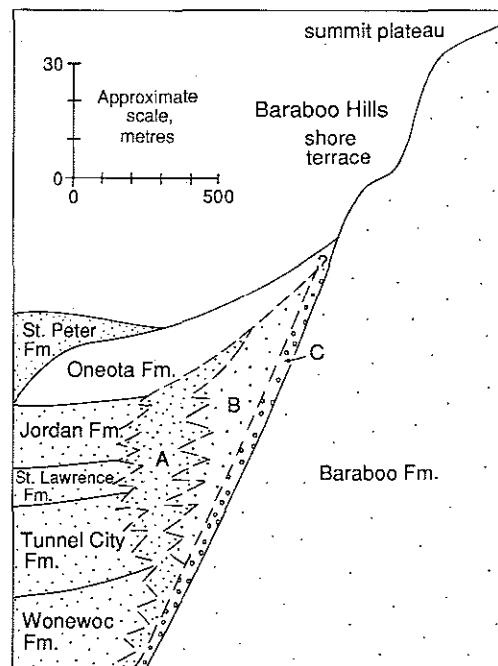 summit plateau
30
Approximate
scale,
metres
Baraboo Hills
shore
terrace
0
0
500
?
St. Peter
Fm.
Oneota Fm.
C
B
Jordan Fm.
A
St. Lawrence
Fm.
Baraboo Fm.
Tunnel City
Fm.
Wonewoc
Fm.